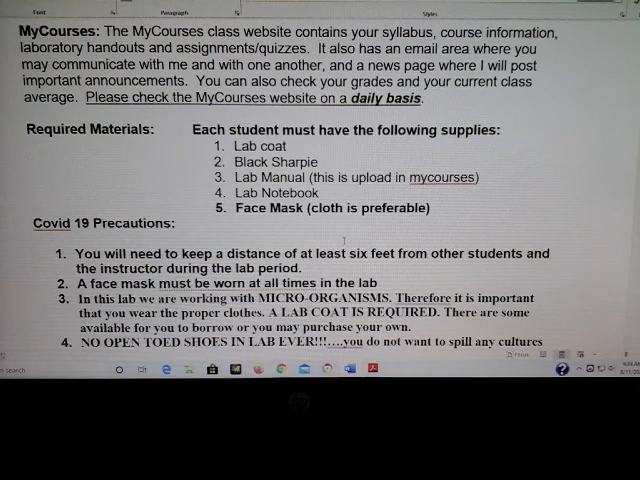 Font Paragraph Styles
MyCourses: The MyCourses class website contains your syllabus, course information,
laboratory handouts and assignments/quizzes. It also has an email area where you
may communicate with me and with one another, and a news page where I will post
important announcements. You can also check your grades and your current class
average. Please check the MyCourses website on a daily basis.
Required Materials: Each student must have the following supplies:
1. Lab coat
2. Black Sharpie
3. Lab Manual (this is upload in mycourses)
4. Lab Notebook
5. Face Mask (cloth is preferable)
Covid 19 Precautions:
1. You will need to keep a distance of at least six feet from other students and
the instructor during the lab period.
2. A face mask must be worn at all times in the lab
3. In this lab we are working with MICRO-ORGANISMS. Therefore it is important
that you wear the proper clothes. A LAB COAT IS REQUIRED. There are some
available for you to borrow or you may purchase your own.
4. NO OPEN TOED SHOES IN LAB EVER!!!....you do not want to spill any cultures
Focus
search
hp